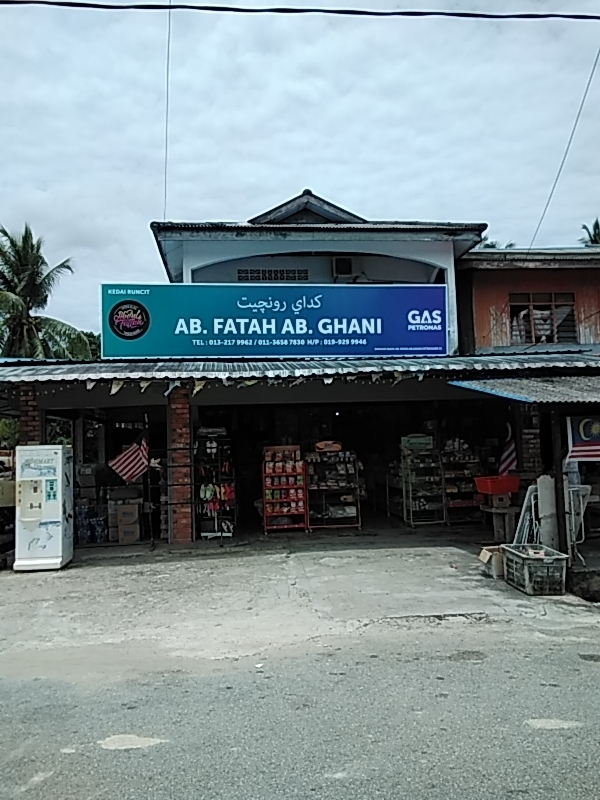 KEDAI RUNCIT
کداي رونچيت
AB. FATAH AB. GHANI
TEL : 013-217 9962 / 011-3658 7830 H/P : 019-929 9946
GAS
PETRONAS